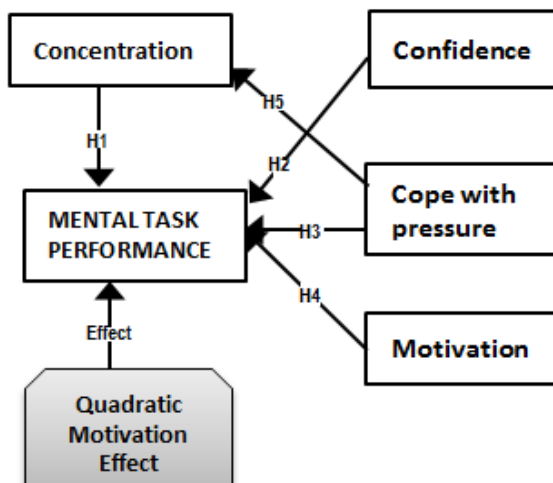 Concentration
Confidence
H5
H1
H2
MENTAL TASK
PERFORMANCE
Cope with
pressure
H3
H4
Effect
Motivation
Quadratic
Motivation
Effect